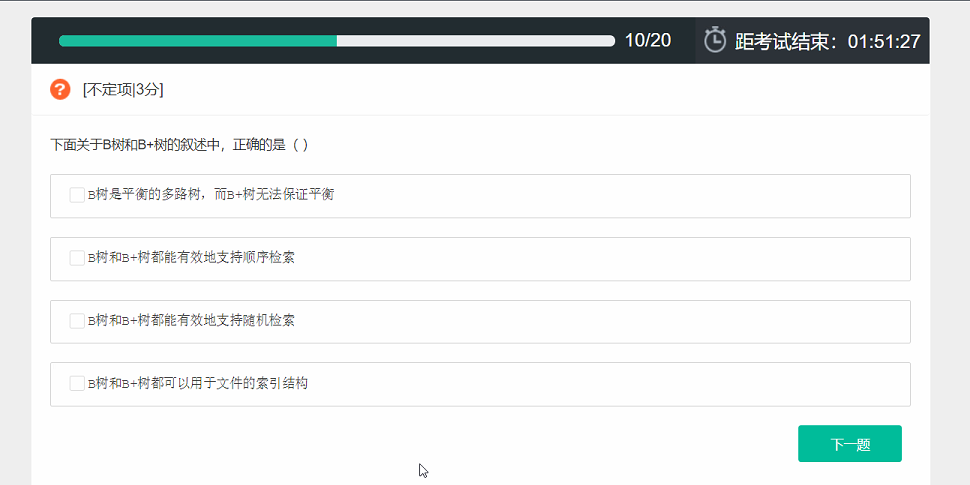 10/20
距考试结束：01:51:27
[不定项|3分]
下面关于B树和B+树的叙述中，正确的是（ ）
B树是平衡的多路树，而B+树无法保证平衡
B树和B+树都能有效地支持顺序检索
B树和B+树都能有效地支持随机检索
B树和B+树都可以用于文件的索引结构
下一题